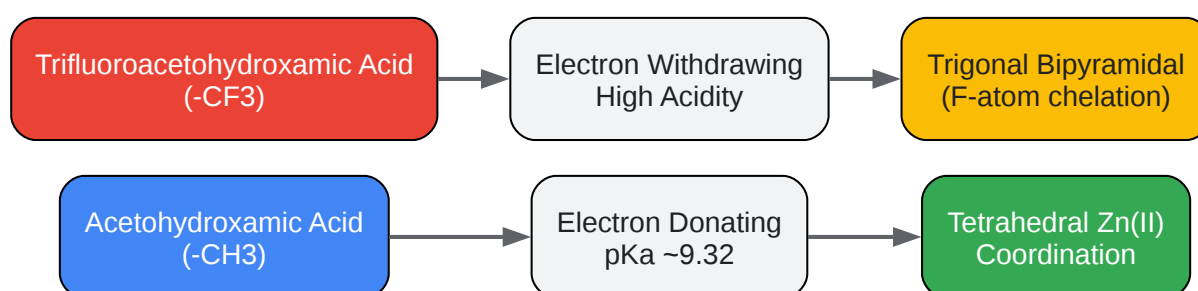 Trifluoroacetohydroxamic Acid
(-CF3)
Electron Withdrawing
High Acidity
Trigonal Bipyramidal
(F-atom chelation)
Acetohydroxamic Acid
(-CH3)
Electron Donating
pKa ~9.32
Tetrahedral Zn(II)
Coordination